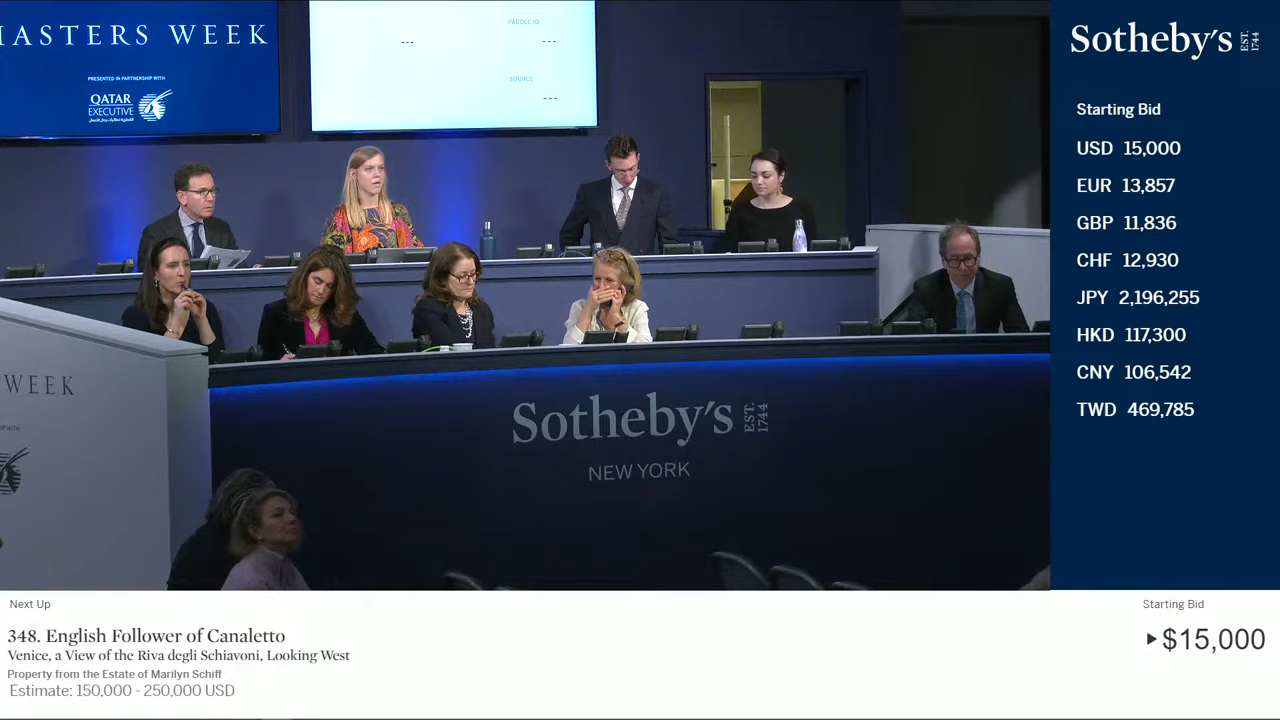 MASTERS WEEK
PRESENTED IN PARTNERSHIP WITH
QATAR
EXECUTIVE
PADDLE ID
---
---
SOURCE
---
WEEK
Sotheby's EST. 1744
NEW YORK
Sotheby's EST. 1744
Starting Bid
USD 15,000
EUR 13,857
GBP 11,836
CHF 12,930
JPY 2,196,255
HKD 117,300
CNY 106,542
TWD 469,785
Next Up
348. English Follower of Canaletto
Venice, a View of the Riva degli Schiavoni, Looking West
Property from the Estate of Marilyn Schiff
Estimate: 150,000 - 250,000 USD
Starting Bid
$15,000